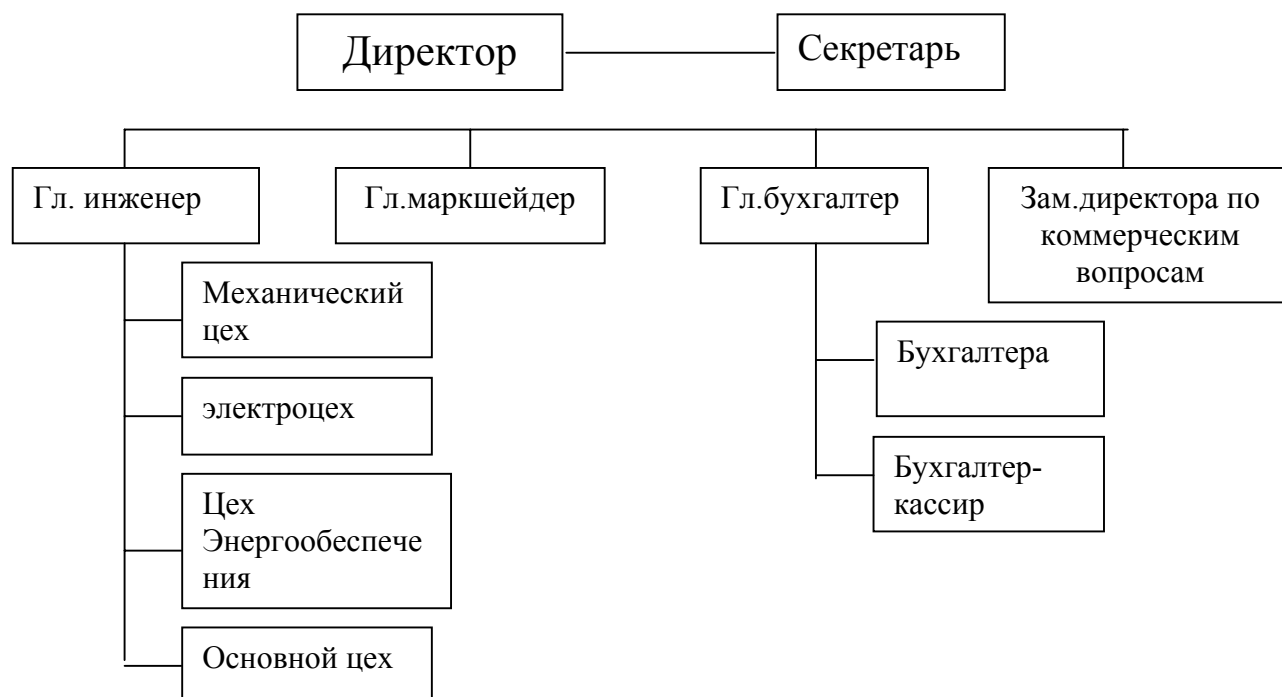 Директор
Секретарь
Гл. инженер
Гл.маркшейдер
Гл.бухгалтер
Зам.директора по
коммерческим
вопросам
Механический
цех
Бухгалтера
электроцех
Бухгалтер-
кассир
Цех
Энергообеспече
ния
Основной цех